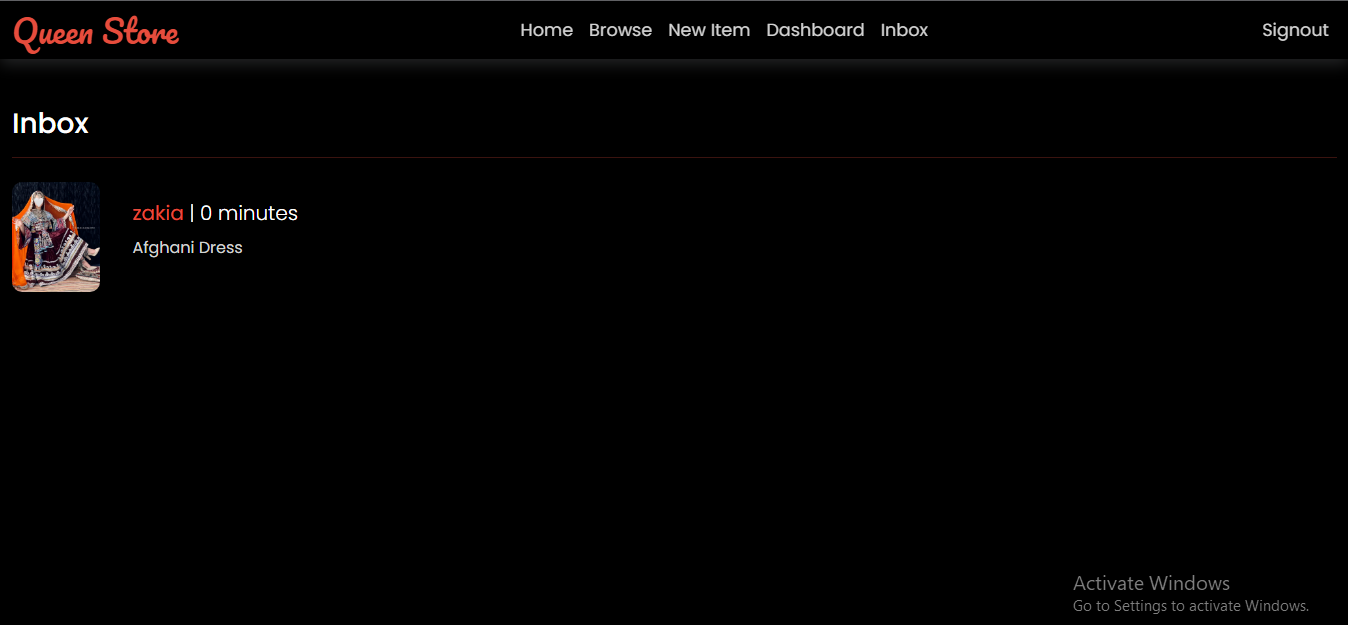 Queen Store
Home Browse New Item Dashboard Inbox
Signout
Inbox
zakia | 0 minutes
Afghani Dress
Activate Windows
Go to Settings to activate Windows.